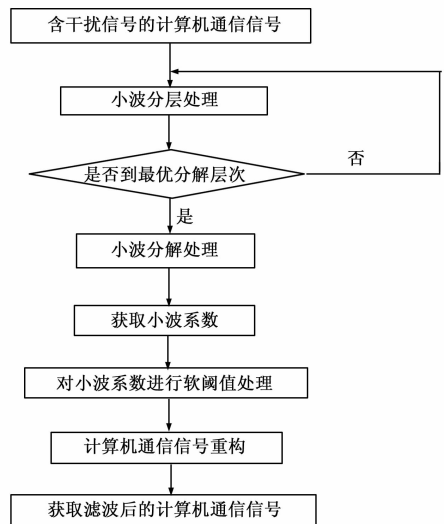 含干扰信号的计算机通信信号
小波分层处理
是否到最优分解层次
否
是
小波分解处理
获取小波系数
对小波系数进行软阈值处理
计算机通信信号重构
获取滤波后的计算机通信信号